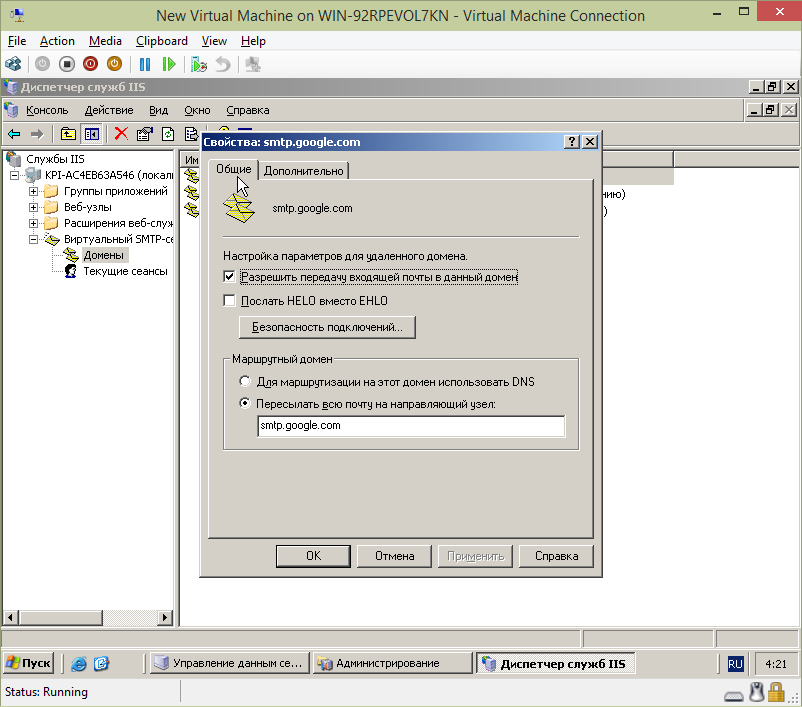 New Virtual Machine on WIN-92RPEVOL7KN - Virtual Machine Connection
File Action Media Clipboard View Help
Диспетчер служб IIS
Консоль Действие Вид Окно Справка
Службы IIS
KPI-AC4EB63A546 (локал
Группы приложений
Веб-узлы
Расширения веб-служ
Виртуальный SMTP-се
Домены
Текущие сеансы
Им
нию)
)
Свойства: smtp.google.com
Общие Дополнительно
smtp.google.com
Настройка параметров для удаленного домена.
Разрешить передачу входящей почты в данный домен
Послать HELO вместо EHLO
Безопасность подключений...
Маршрутный домен
Для маршрутизации на этот домен использовать DNS
Пересылать всю почту на направляющий узел:
smtp.google.com
OK Отмена Применить Справка
Пуск Управление данным се... Администрирование Диспетчер служб IIS RU 4:21
Status: Running